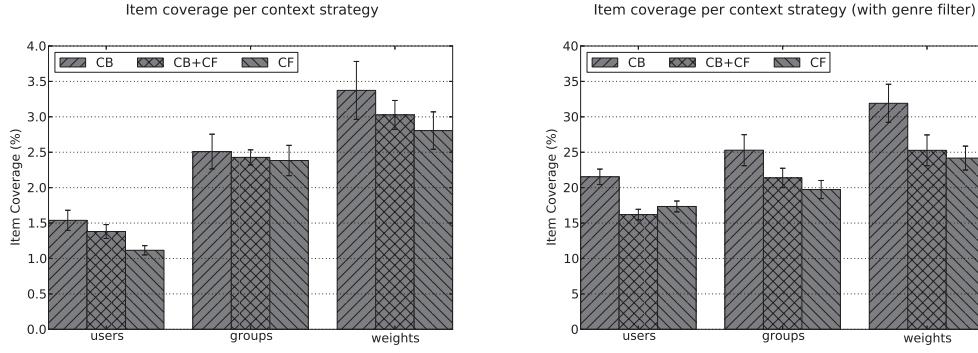 Item coverage per context strategy
4.0
3.5
3.0
2.5
2.0
1.5
1.0
0.5
0.0
Item Coverage (%)
CB CB+CF CF
users groups weights
Item coverage per context strategy (with genre filter)
40
35
30
25
20
15
10
5
0
Item Coverage (%)
CB CB+CF CF
users groups weights